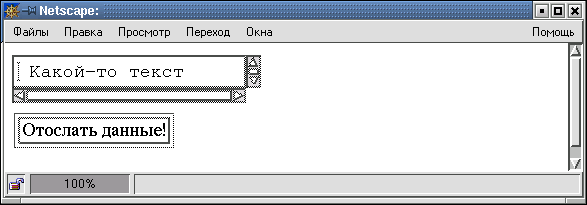 Netscape:
Файлы Правка Просмотр Переход Окна Помощь
Какой-то текст
Отослать данные!
100%